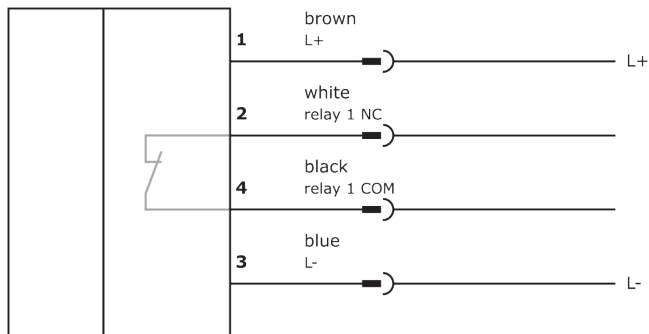 brown
1 L+
L+
white
2 relay 1 NC
black
4 relay 1 COM
blue
3 L-
L-